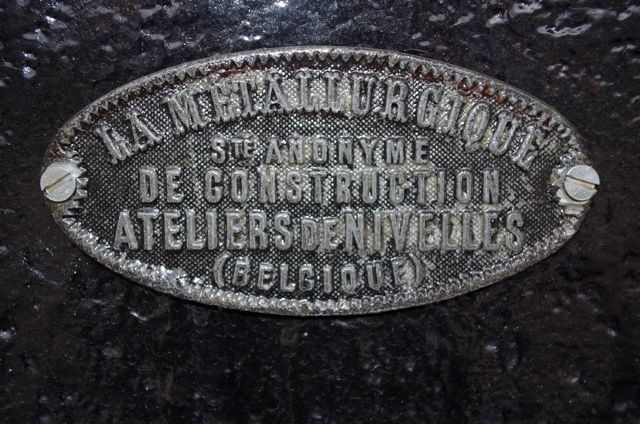 LA METALLURGIQUE
STÉ ANONYME
DE CONSTRUCTION
ATELIERS DE NIVELLES
(BELGIQUE)